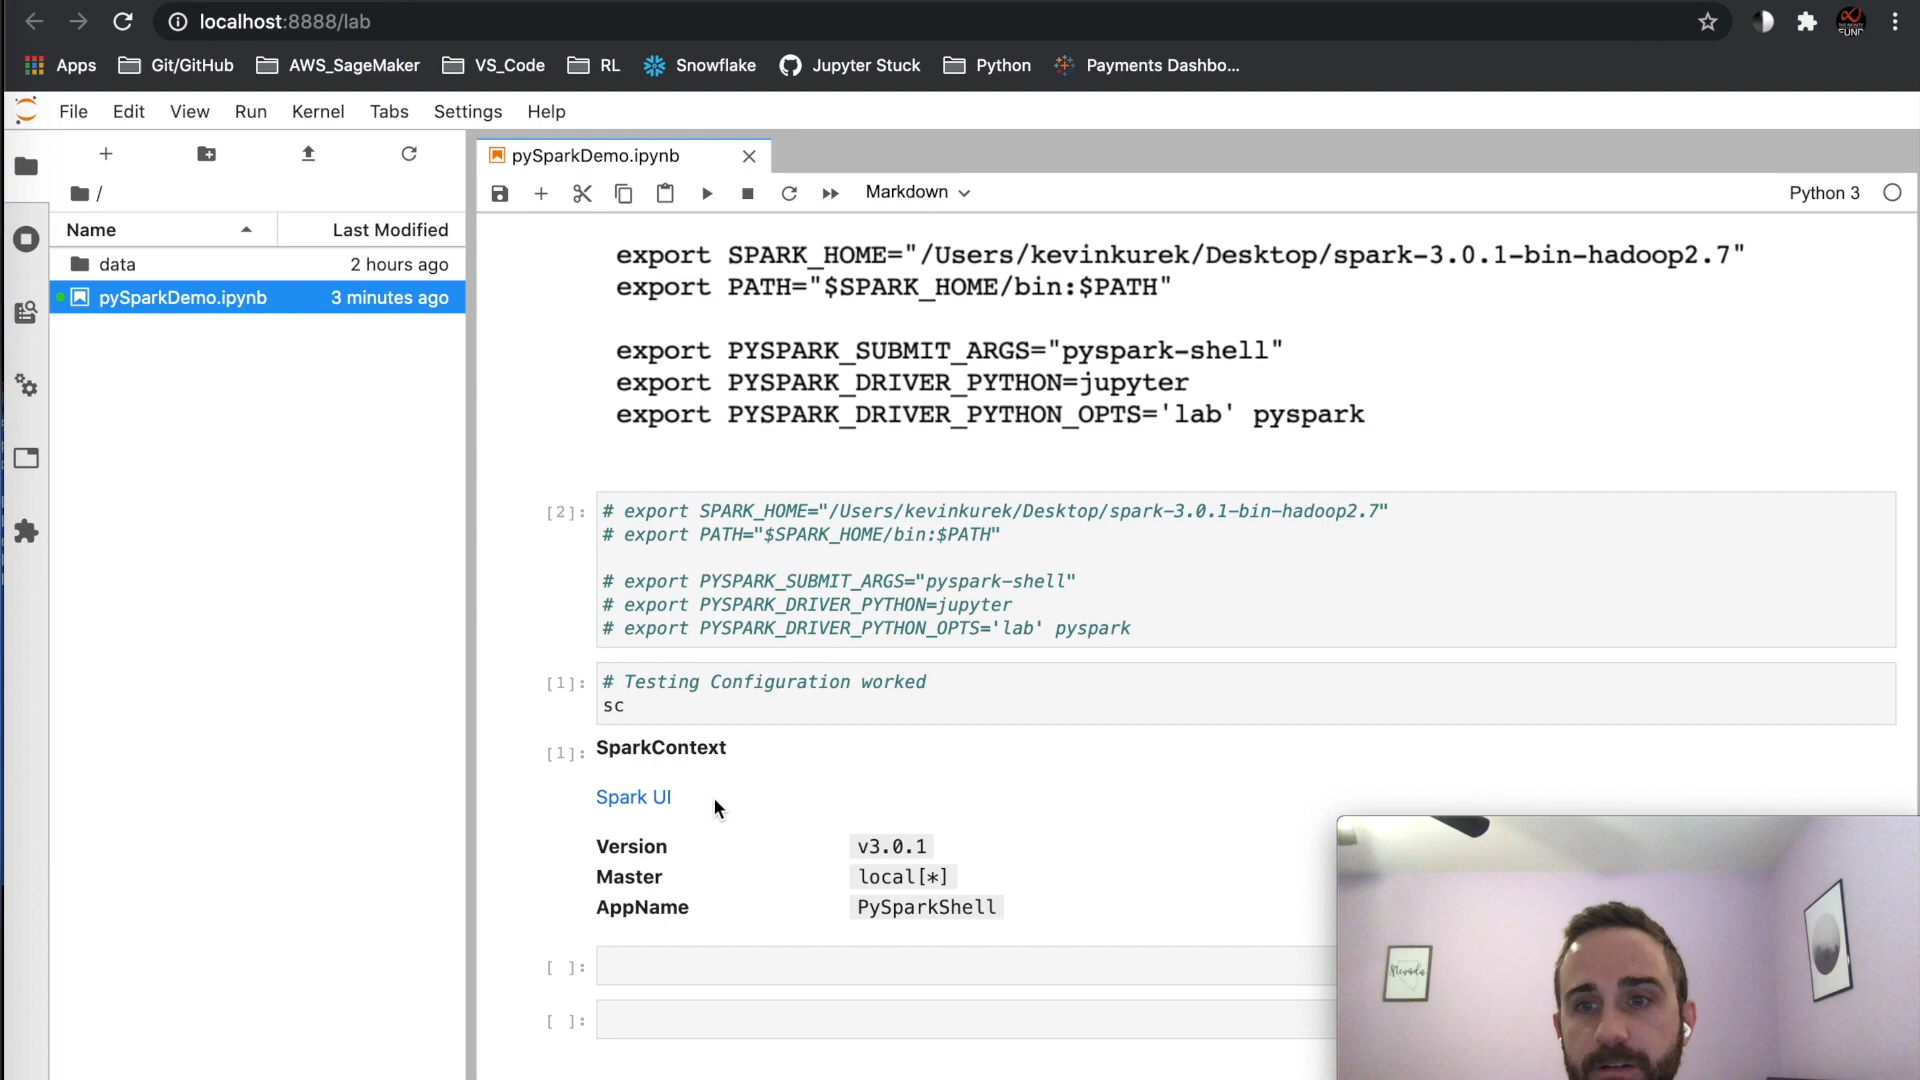 localhost:8888/lab
Apps Git/GitHub AWS_SageMaker VS_Code RL Snowflake Jupyter Stuck Python Payments Dashbo...
File Edit View Run Kernel Tabs Settings Help
pySparkDemo.ipynb
/
Markdown
Python 3
Name Last Modified
data 2 hours ago
pySparkDemo.ipynb 3 minutes ago
export SPARK_HOME="/Users/kevinkurek/Desktop/spark-3.0.1-bin-hadoop2.7"
export PATH="$SPARK_HOME/bin:$PATH"
export PYSPARK_SUBMIT_ARGS="pyspark-shell"
export PYSPARK_DRIVER_PYTHON=jupyter
export PYSPARK_DRIVER_PYTHON_OPTS='lab' pyspark
[2]: # export SPARK_HOME="/Users/kevinkurek/Desktop/spark-3.0.1-bin-hadoop2.7"
# export PATH="$SPARK_HOME/bin:$PATH"
# export PYSPARK_SUBMIT_ARGS="pyspark-shell"
# export PYSPARK_DRIVER_PYTHON=jupyter
# export PYSPARK_DRIVER_PYTHON_OPTS='lab' pyspark
[1]: # Testing Configuration worked
sc
[1]: SparkContext
Spark UI
Version v3.0.1
Master local[*]
AppName PySparkShell
[ ]:
[ ]:
Nevada